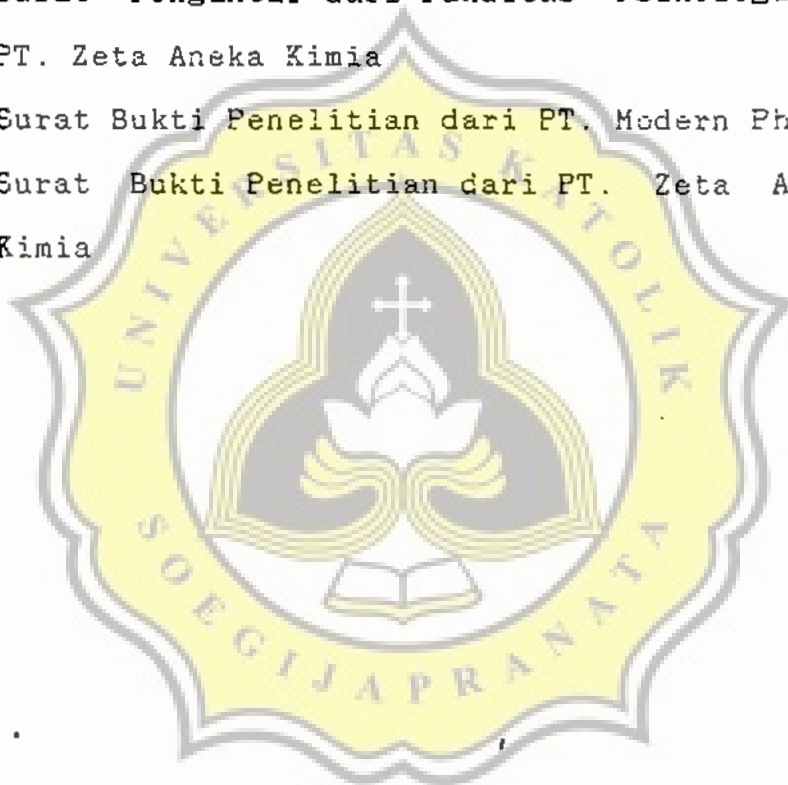 PT. Zeta Aneka Kimia
Surat Bukti Penelitian dari PT. Modern Ph
Surat Bukti Penelitian dari PT. Zeta A
Kimia
UNIVERSITAS KATOLIK
SOEGIJAPRANATA